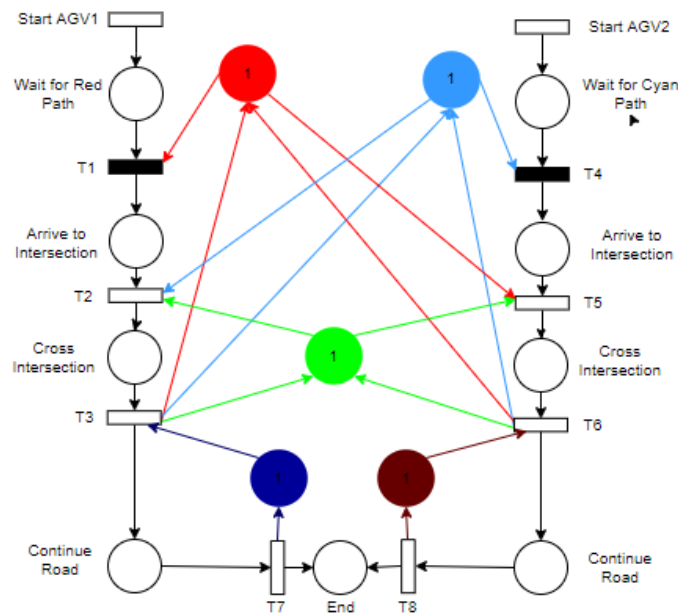 Start AGV1
Start AGV2
1
1
Wait for Red
Path
Wait for Cyan
Path
T1
T4
Arrive to
Intersection
Arrive to
Intersection
T2
T5
1
Cross
Intersection
Cross
Intersection
T3
T6
1
1
Continue
Road
Continue
Road
T7
End
T8